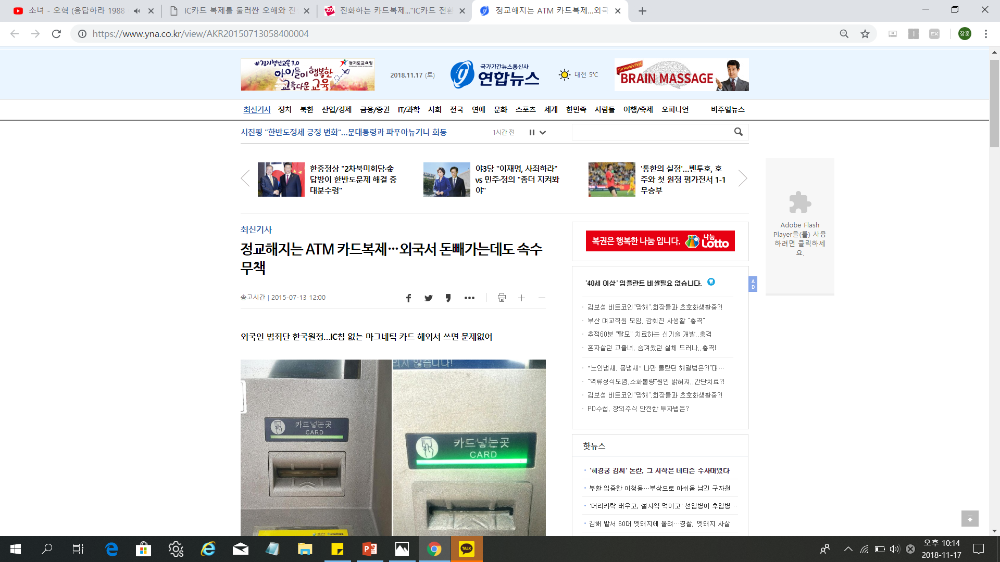 소녀 - 오혁 (응답하라 1988
IC카드 복제를 둘러싼 오해와 진
진화하는 카드복제..."IC카드 전환
정교해지는 ATM 카드복제...외국
https://www.yna.co.kr/view/AKR20150713058400004
장훈
#경기혁신교육 3.0
경기도교육청
아이들이 행복한
교육다운 교육
2018.11.17 (토)
국가기간뉴스통신사
연합뉴스
대전 5°C
The World's First
BRAIN MASSAGE
최신기사 정치 북한 산업/경제 금융/증권 IT/과학 사회 전국 연예 문화 스포츠 세계 한민족 사람들 여행/축제 오피니언 비주얼뉴스
시진핑 "한반도정세 긍정 변화"...문대통령과 파푸아뉴기니 회동
1시간 전
한중정상 "2차북미회담·金
답방이 한반도문제 해결 중
대분수령"
야3당 "이재명, 사죄하라"
vs 민주·정의 "좀더 지켜봐
야"
'통한의 실점'...벤투호, 호
주와 첫 원정 평가전서 1-1
무승부
Adobe Flash
Player을(를) 사용
하려면 클릭하세
요.
최신기사
정교해지는 ATM 카드복제…외국서 돈빼가는데도 속수
무책
송고시간 | 2015-07-13 12:00
외국인 범죄단 한국원정...IC칩 없는 마그네틱 카드 해외서 쓰면 문제없어
리지 않습니다!
카드넣는곳
CARD
카드넣는곳
CARD
복권은 행복한 나눔 입니다.
나눔
Lotto
'40세 이상' 임플란트 비쌀필요 없습니다.
AD
김보성 비트코인"망해",회장들과 초호화생활중?!
부산 여교직원 모임, 감춰진 사생활 "충격"
추적60분 "탈모" 치료하는 신기술 개발..충격
혼자살던 고졸녀, 숨겨왔던 실체 드러나..충격!
"노인냄새, 몸냄새" 나만 몰랐던 해결법은?!"대…
"역류성식도염,소화불량"원인 밝혀져..간단치료?!
김보성 비트코인"망해",회장들과 초호화생활중?!
PD수첩, 장외주식 안전한 투자법은?
핫뉴스
'혜경궁 김씨' 논란, 그 시작은 네티즌 수사대였다
부활 입증한 이청용…부상으로 아쉬움 남긴 구자철
'머리카락 태우고, 설사약 먹이고' 선임병이 후임병 …
김해 밭서 60대 멧돼지에 물려…경찰, 멧돼지 사살
TALK
오후 10:14
2018-11-17